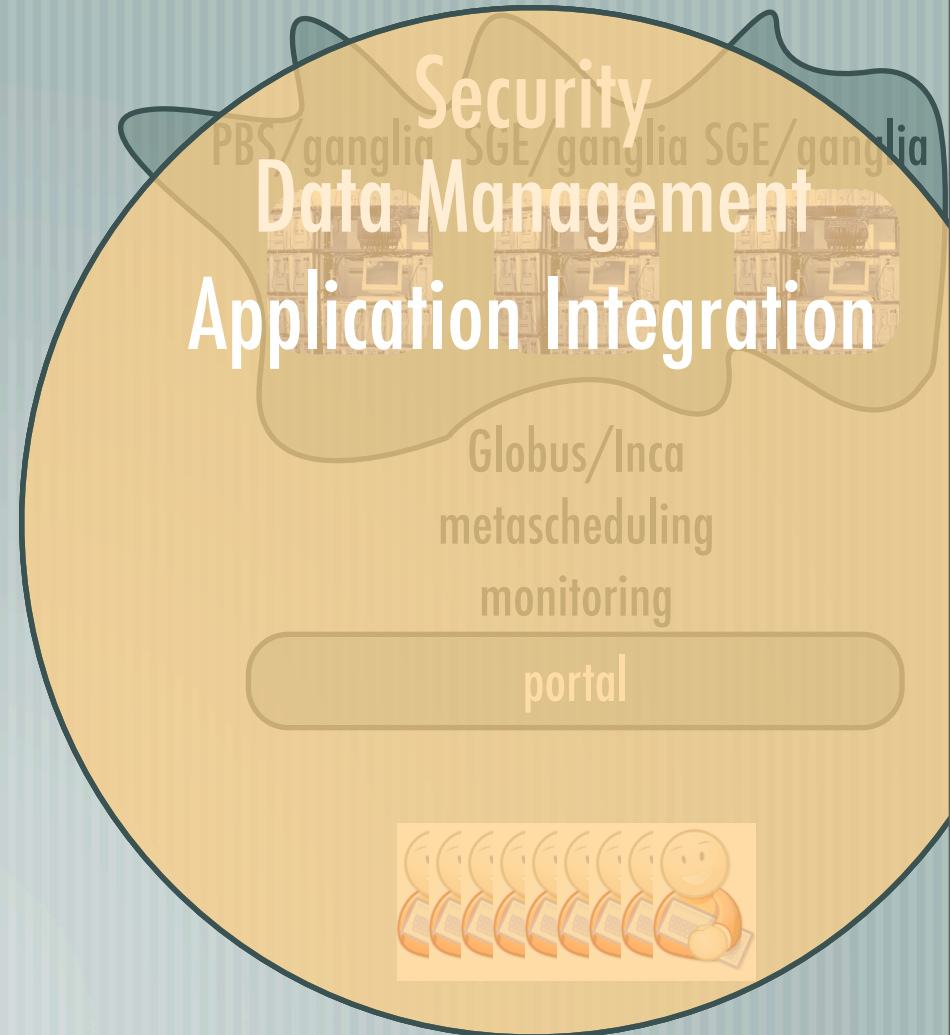 Security
PBS/ganglia SGE/ganglia SGE/ganglia
Data Management
Application Integration
Globus/Inca
metascheduling
monitoring
portal